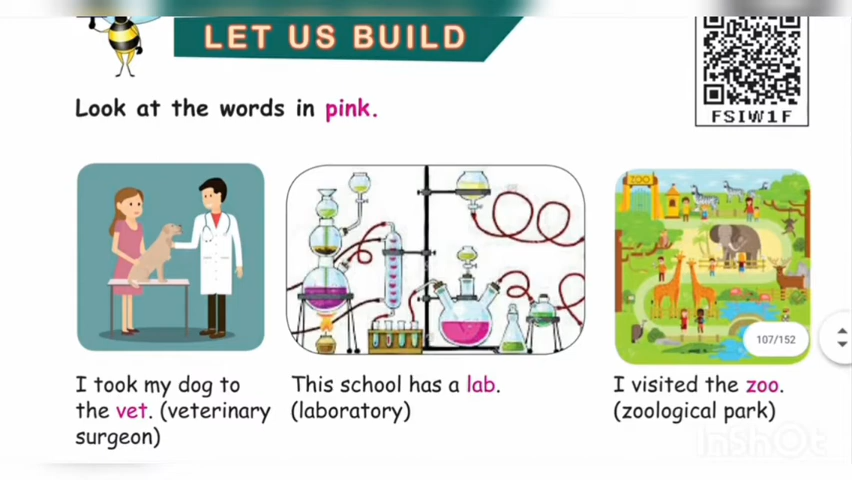 LET US BUILD
FSIW1F
Look at the words in pink.
ZOO
107/152
I took my dog to
the vet. (veterinary
surgeon)
This school has a lab.
(laboratory)
I visited the zoo.
(zoological park)
InShOt